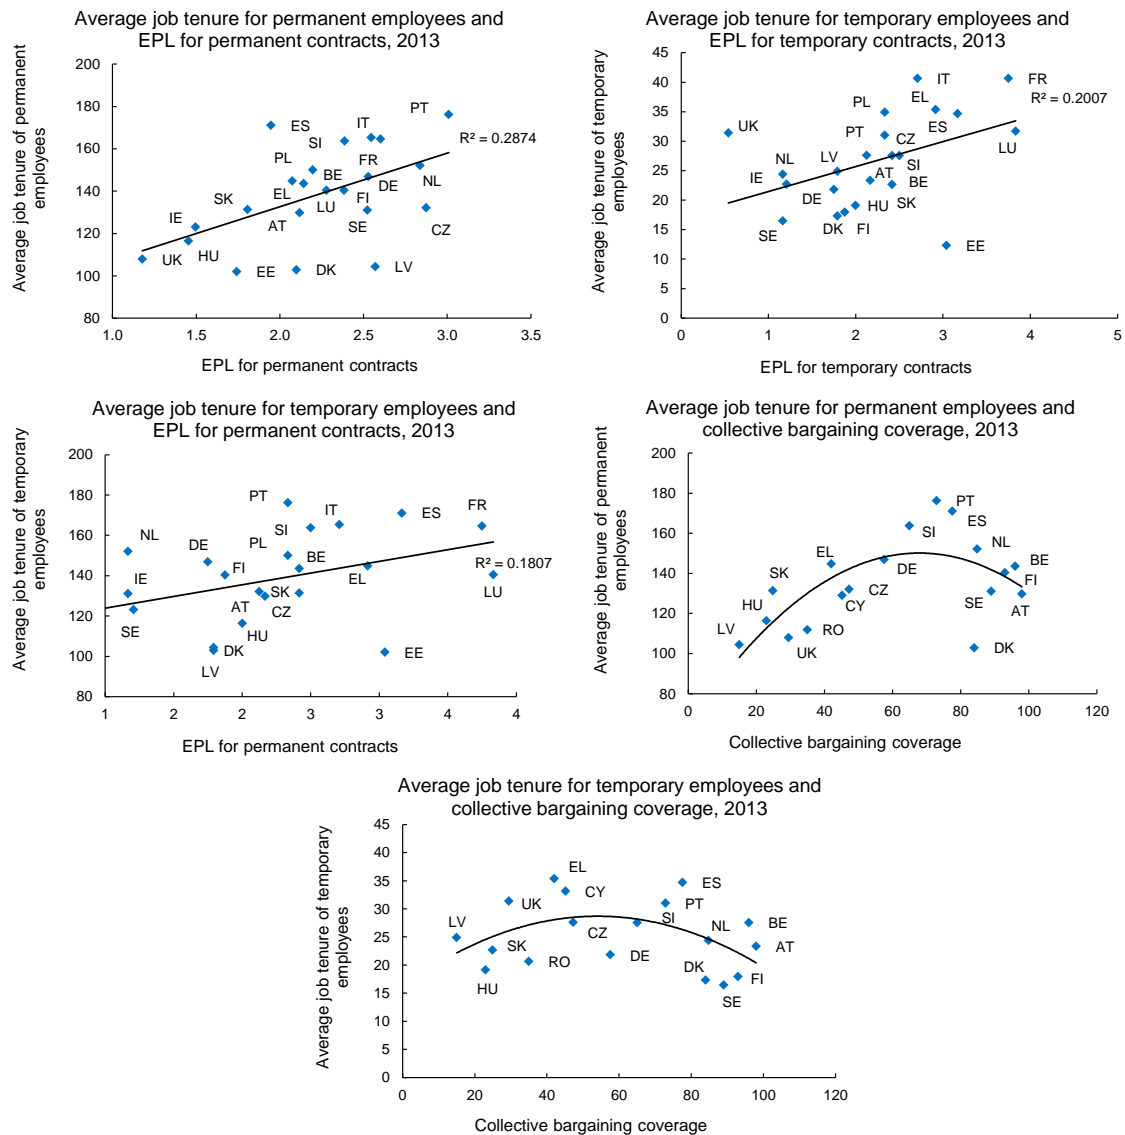 Average job tenure for permanent employees and
EPL for permanent contracts, 2013
Average job tenure of permanent
employees
200
180
160
140
120
100
80
1.0
1.5
2.0
2.5
3.0
3.5
PT
ES
IT
SI
R² = 0.2874
PL
FR
BE
EL
DE
NL
SK
LU
FI
IE
AT
SE
CZ
UK
HU
EE
DK
LV
EPL for permanent contracts
Average job tenure for temporary employees and
EPL for temporary contracts, 2013
Average job tenure of temporary
employees
45
40
35
30
25
20
15
10
5
0
0
1
2
3
4
5
IT
FR
EL
R² = 0.2007
PL
UK
PT
CZ
ES
LU
NL
LV
SI
IE
AT
BE
DE
HU
SK
SE
DK
FI
EE
EPL for temporary contracts
Average job tenure for temporary employees and
EPL for permanent contracts, 2013
Average job tenure of temporary
employees
200
180
160
140
120
100
80
1
2
2
3
3
4
4
PT
IT
ES
FR
NL
SI
DE
PL
BE
R² = 0.1807
IE
FI
EL
SK
LU
AT
CZ
SE
HU
DK
LV
EE
EPL for permanent contracts
Average job tenure for permanent employees and
collective bargaining coverage, 2013
Average job tenure of permanent
employees
200
180
160
140
120
100
80
0
20
40
60
80
100
120
PT
ES
SI
NL
EL
BE
DE
SK
FI
HU
CY
CZ
SE
AT
LV
RO
UK
DK
Collective bargaining coverage
Average job tenure for temporary employees and
collective bargaining coverage, 2013
Average job tenure of temporary
employees
45
40
35
30
25
20
15
10
5
0
0
20
40
60
80
100
120
EL
CY
ES
UK
PT
LV
SI
NL
BE
CZ
SK
DE
AT
RO
DK
HU
FI
SE
Collective bargaining coverage